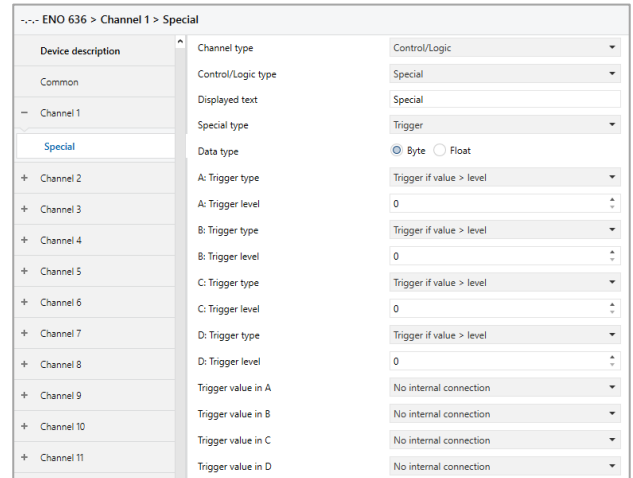 -.-.- ENO 636 > Channel 1 > Special
Device description
Common
− Channel 1
Special
+ Channel 2
+ Channel 3
+ Channel 4
+ Channel 5
+ Channel 6
+ Channel 7
+ Channel 8
+ Channel 9
+ Channel 10
+ Channel 11
Channel type Control/Logic
Control/Logic type Special
Displayed text Special
Special type Trigger
Data type Byte Float
A: Trigger type Trigger if value > level
A: Trigger level 0
B: Trigger type Trigger if value > level
B: Trigger level 0
C: Trigger type Trigger if value > level
C: Trigger level 0
D: Trigger type Trigger if value > level
D: Trigger level 0
Trigger value in A No internal connection
Trigger value in B No internal connection
Trigger value in C No internal connection
Trigger value in D No internal connection